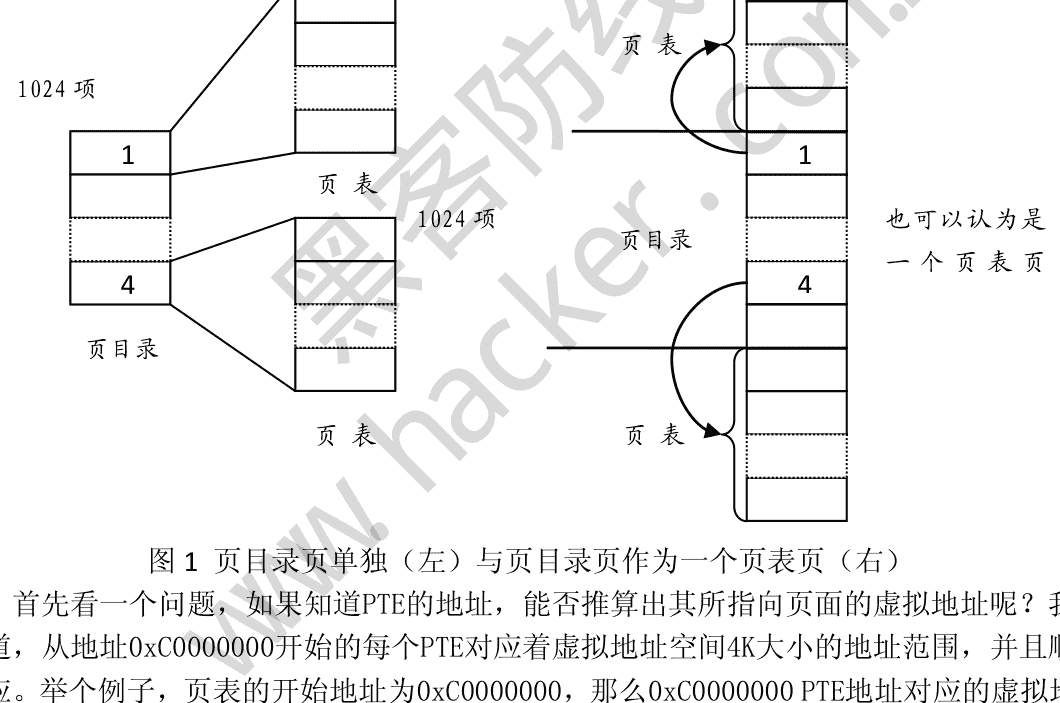 页 表
1024 项
1
1
页 表
1024 项
页目录
也可以认为是
一 个 页 表 页
4
4
页目录
页 表
页 表
图 1 页目录页单独（左）与页目录页作为一个页表页（右）
首先看一个问题，如果知道PTE的地址，能否推算出其所指向页面的虚拟地址呢？我
道，从地址0xC0000000开始的每个PTE对应着虚拟地址空间4K大小的地址范围，并且顺
应。举个例子，页表的开始地址为0xC0000000，那么0xC0000000 PTE地址对应的虚拟地
黑客防线
www.hacker.com.